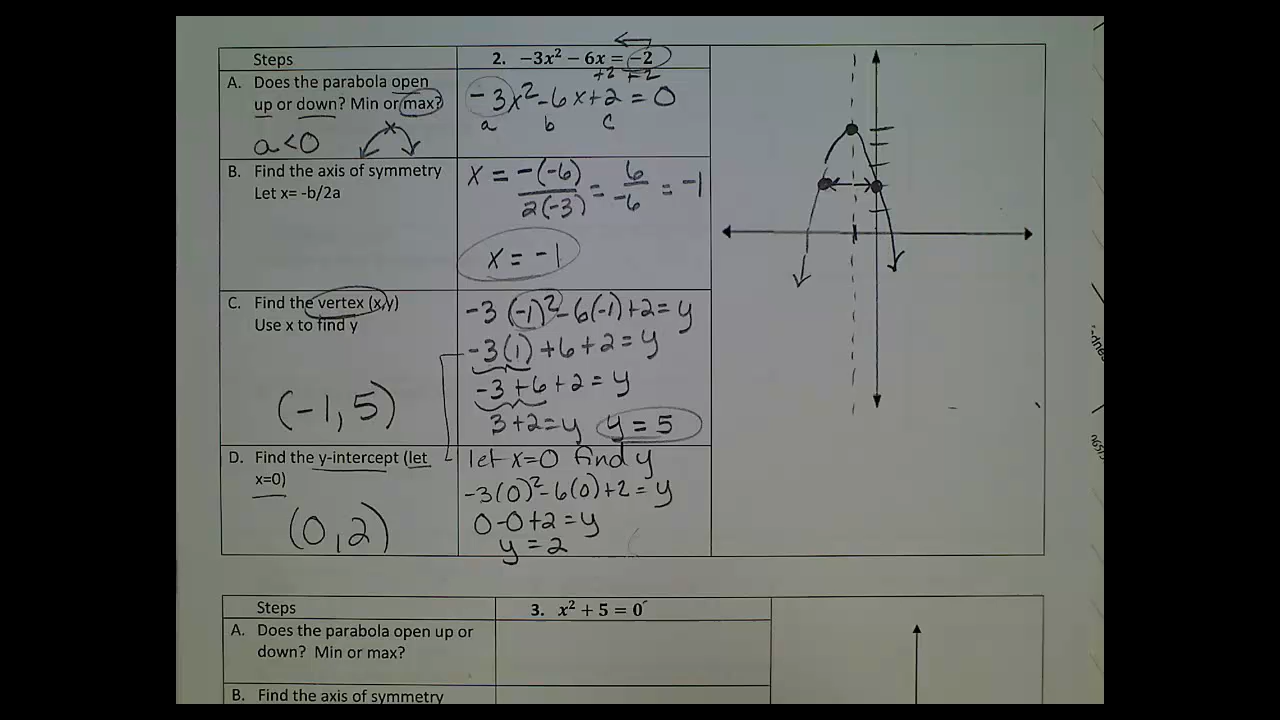 Steps
2. −3x² − 6x = −2
+2 +2
A. Does the parabola open
up or down? Min or max?
a<0
-3x²-6x+2=0
a b c
B. Find the axis of symmetry
Let x= -b/2a
x = -(-6)/2(-3) = 6/-6 = -1
x = -1
C. Find the vertex (x,y)
Use x to find y
(-1,5)
-3(-1)²-6(-1)+2=y
-3(1)+6+2=y
-3+6+2=y
3+2=y y=5
D. Find the y-intercept (let
x=0)
(0,2)
let x=0 find y
-3(0)²-6(0)+2=y
0-0+2=y
y=2
Steps
3. x² + 5 = 0
A. Does the parabola open up or
down? Min or max?
B. Find the axis of symmetry